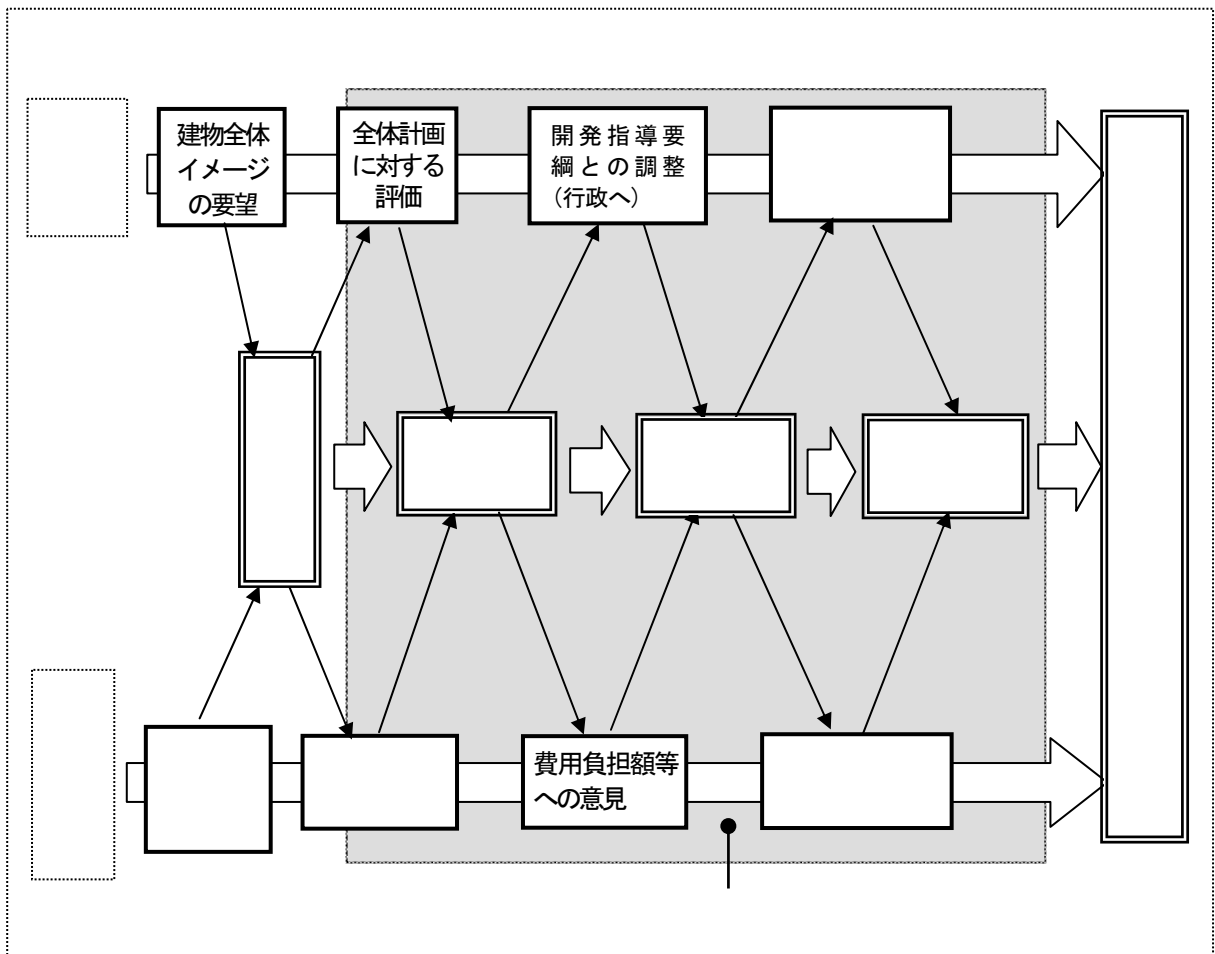 建物全体
イメージ
の要望
全体計画
に対する
評価
開発指導要
綱との調整
（行政へ）
費用負担額等
への意見